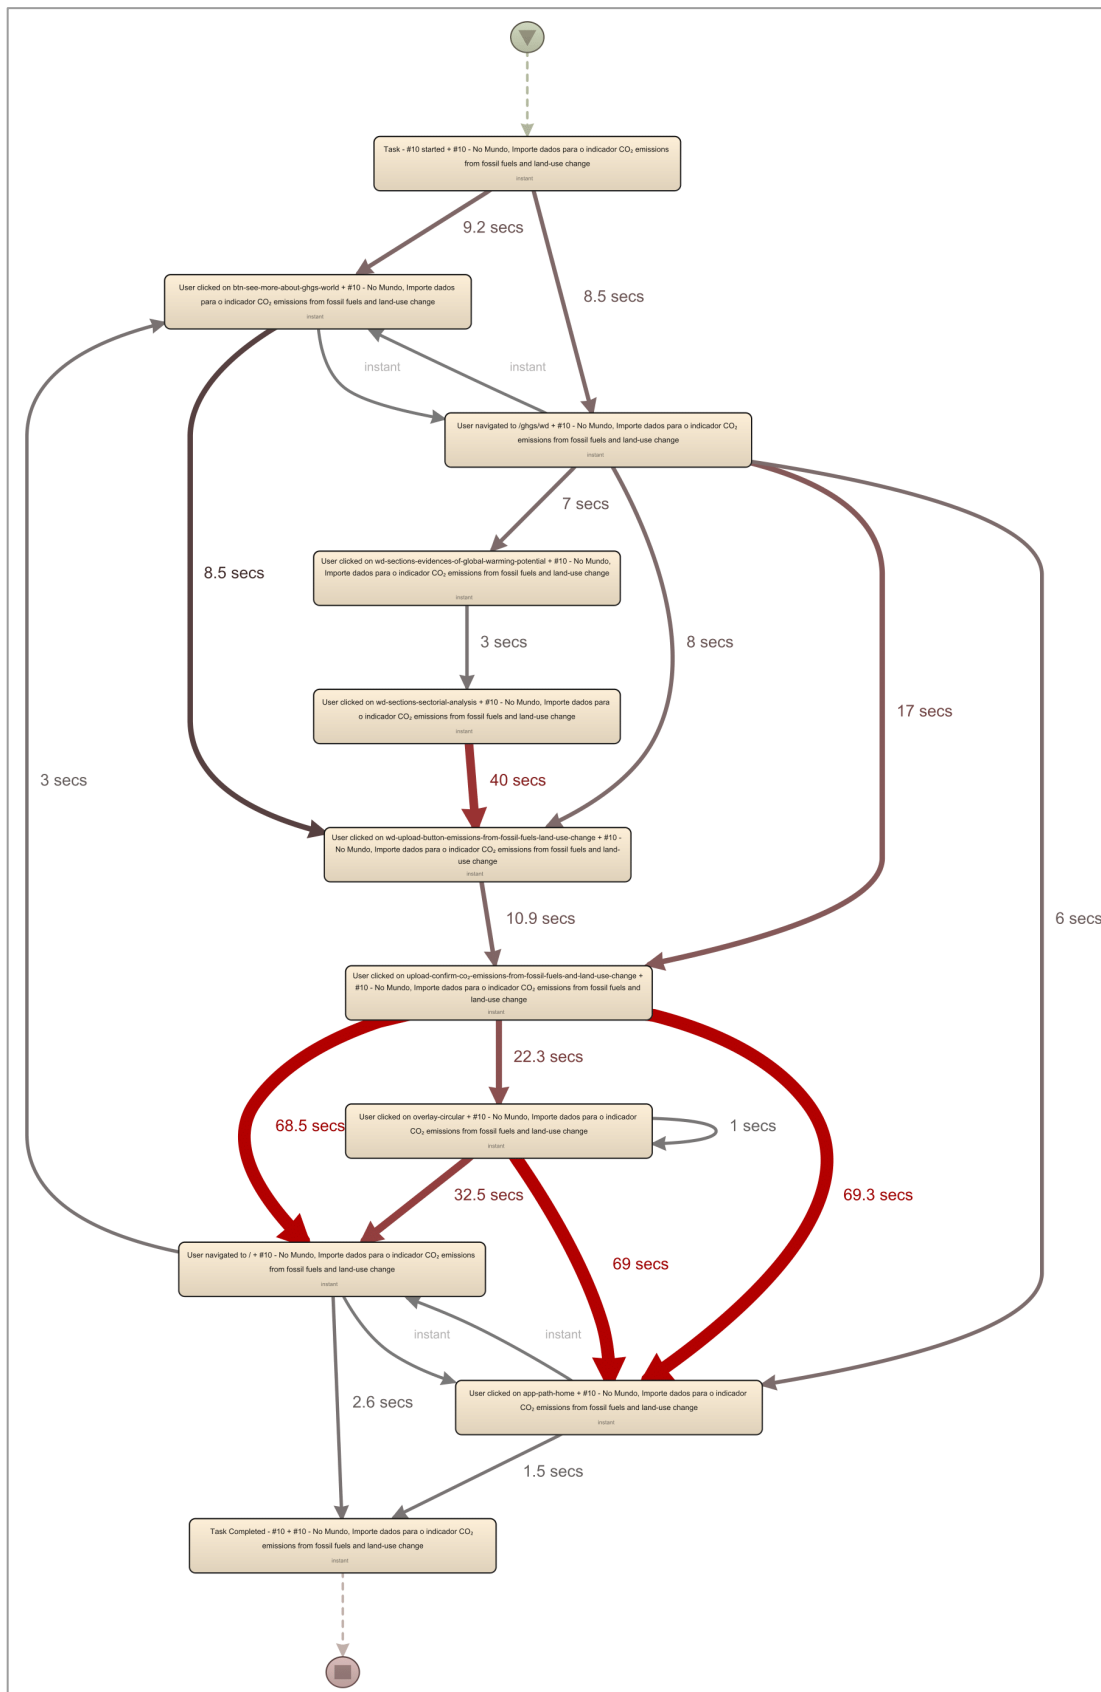 Task - #10 started + #10 - No Mundo, Importe dados para o indicador CO₂ emissions
from fossil fuels and land-use change
instant
9.2 secs
8.5 secs
User clicked on btn-see-more-about-ghgs-world + #10 - No Mundo, Importe dados
para o indicador CO₂ emissions from fossil fuels and land-use change
instant
instant
instant
User navigated to /ghgs/wd + #10 - No Mundo, Importe dados para o indicador CO₂
emissions from fossil fuels and land-use change
instant
7 secs
8.5 secs
User clicked on wd-sections-evidences-of-global-warming-potential + #10 - No Mundo,
Importe dados para o indicador CO₂ emissions from fossil fuels and land-use change
instant
3 secs
8 secs
User clicked on wd-sections-sectorial-analysis + #10 - No Mundo, Importe dados para
o indicador CO₂ emissions from fossil fuels and land-use change
instant
17 secs
3 secs
40 secs
User clicked on wd-upload-button-emissions-from-fossil-fuels-land-use-change + #10 -
No Mundo, Importe dados para o indicador CO₂ emissions from fossil fuels and land-
use change
instant
10.9 secs
6 secs
User clicked on upload-confirm-co₂-emissions-from-fossil-fuels-and-land-use-change +
#10 - No Mundo, Importe dados para o indicador CO₂ emissions from fossil fuels and
land-use change
instant
22.3 secs
68.5 secs
User clicked on overlay-circular + #10 - No Mundo, Importe dados para o indicador
CO₂ emissions from fossil fuels and land-use change
instant
1 secs
32.5 secs
69.3 secs
User navigated to / + #10 - No Mundo, Importe dados para o indicador CO₂ emissions
from fossil fuels and land-use change
instant
69 secs
instant
instant
User clicked on app-path-home + #10 - No Mundo, Importe dados para o indicador
CO₂ emissions from fossil fuels and land-use change
instant
2.6 secs
1.5 secs
Task Completed - #10 + #10 - No Mundo, Importe dados para o indicador CO₂
emissions from fossil fuels and land-use change
instant